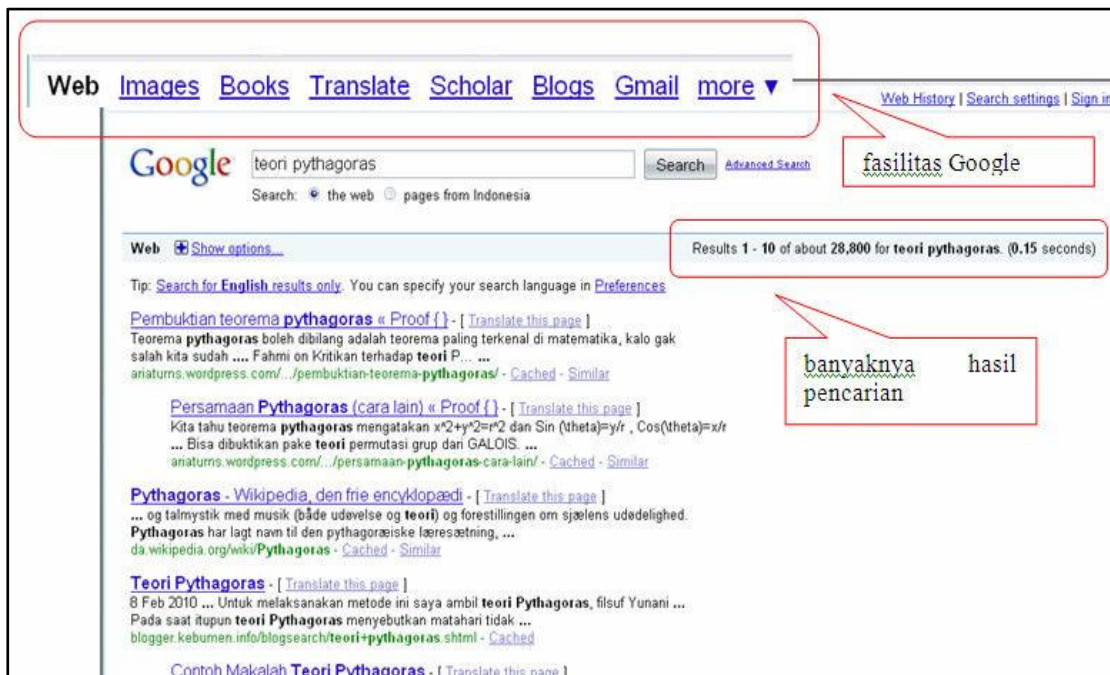 Web Images Books Translate Scholar Blogs Gmail more ▼
Web History | Search settings | Sign in
fasilitas Google
Google teori pythagoras Search Advanced Search
Search: the web pages from Indonesia
Web Show options...
Results 1 - 10 of about 28,800 for teori pythagoras. (0.15 seconds)
banyaknya hasil
pencarian
Tip: Search for English results only. You can specify your search language in Preferences
Pembuktian teorema pythagoras « Proof { } - [ Translate this page ]
Teorema pythagoras boleh dibilang adalah teorema paling terkenal di matematika, kalo gak
salah kita sudah .... Fahmi on Kritikan terhadap teori P... ...
ariaturns.wordpress.com/.../pembuktian-teorema-pythagoras/ - Cached - Similar
Persamaan Pythagoras (cara lain) « Proof { } - [ Translate this page ]
Kita tahu teorema pythagoras mengatakan x^2+y^2=r^2 dan Sin (\theta)=y/r , Cos(\theta)=x/r
... Bisa dibuktikan pake teori permutasi grup dari GALOIS. ...
ariaturns.wordpress.com/.../persamaan-pythagoras-cara-lain/ - Cached - Similar
Pythagoras - Wikipedia, den frie encyklopædi - [ Translate this page ]
... og talmystik med musik (både udøvelse og teori) og forestillingen om sjælens udødelighed.
Pythagoras har lagt navn til den pythagoræiske læresætning, ...
da.wikipedia.org/wiki/Pythagoras - Cached - Similar
Teori Pythagoras - [ Translate this page ]
8 Feb 2010 ... Untuk melaksanakan metode ini saya ambil teori Pythagoras, filsuf Yunani ...
Pada saat itupun teori Pythagoras menyebutkan matahari tidak ...
blogger.kebumen.info/blogsearch/teori+pythagoras.shtml - Cached
Contoh Makalah Teori Pythagoras - [ Translate this page ]